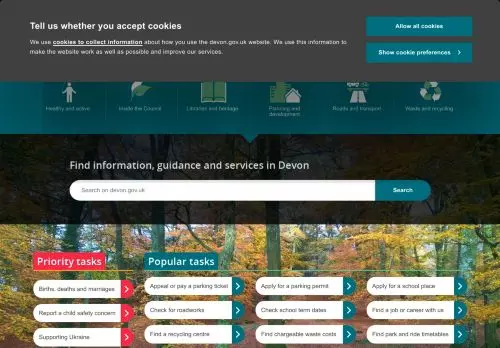 Tell us whether you accept cookies
We use cookies to collect information about how you use the devon.gov.uk website. We use this information to
make the website work as well as possible and improve our services.
Allow all cookies
Show cookie preferences
Healthy and active
Inside the Council
Libraries and heritage
Planning and
development
Roads and transport
Waste and recycling
Find information, guidance and services in Devon
Search on devon.gov.uk
Search
Priority tasks
Births, deaths and marriages
Report a child safety concern
Supporting Ukraine
Popular tasks
Appeal or pay a parking ticket
Apply for a parking permit
Apply for a school place
Check for roadworks
Check school term dates
Find a job or career with us
Find a recycling centre
Find chargeable waste costs
Find park and ride timetables